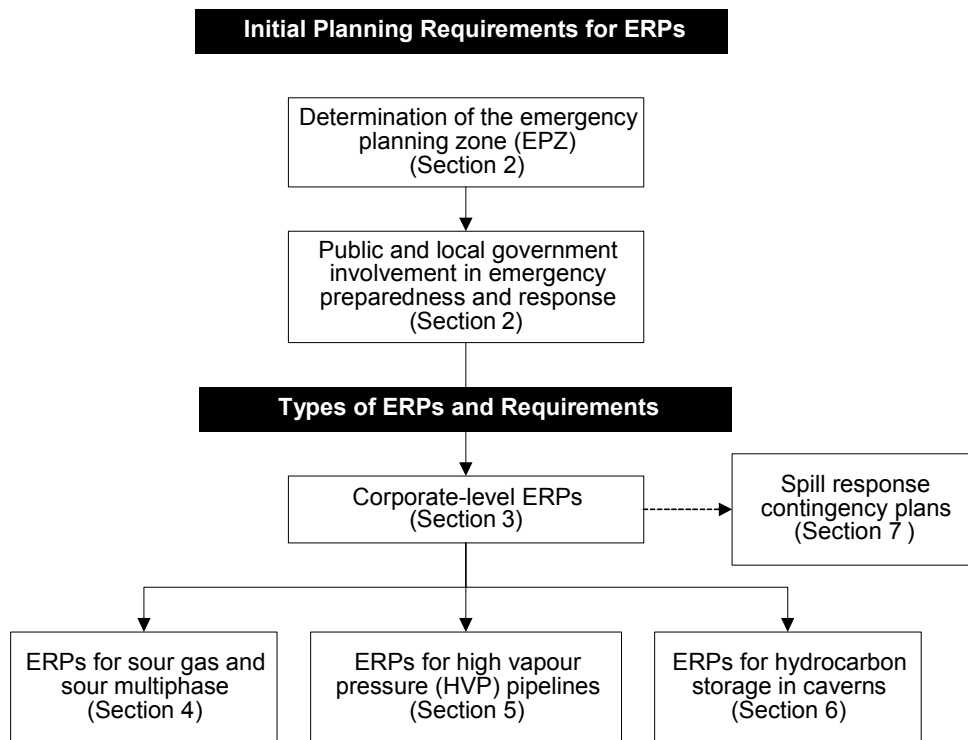 Initial Planning Requirements for ERPs
Determination of the emergency
planning zone (EPZ)
(Section 2)
Public and local government
involvement in emergency
preparedness and response
(Section 2)
Types of ERPs and Requirements
Corporate-level ERPs
(Section 3)
Spill response
contingency plans
(Section 7 )
ERPs for sour gas and
sour multiphase
(Section 4)
ERPs for high vapour
pressure (HVP) pipelines
(Section 5)
ERPs for hydrocarbon
storage in caverns
(Section 6)